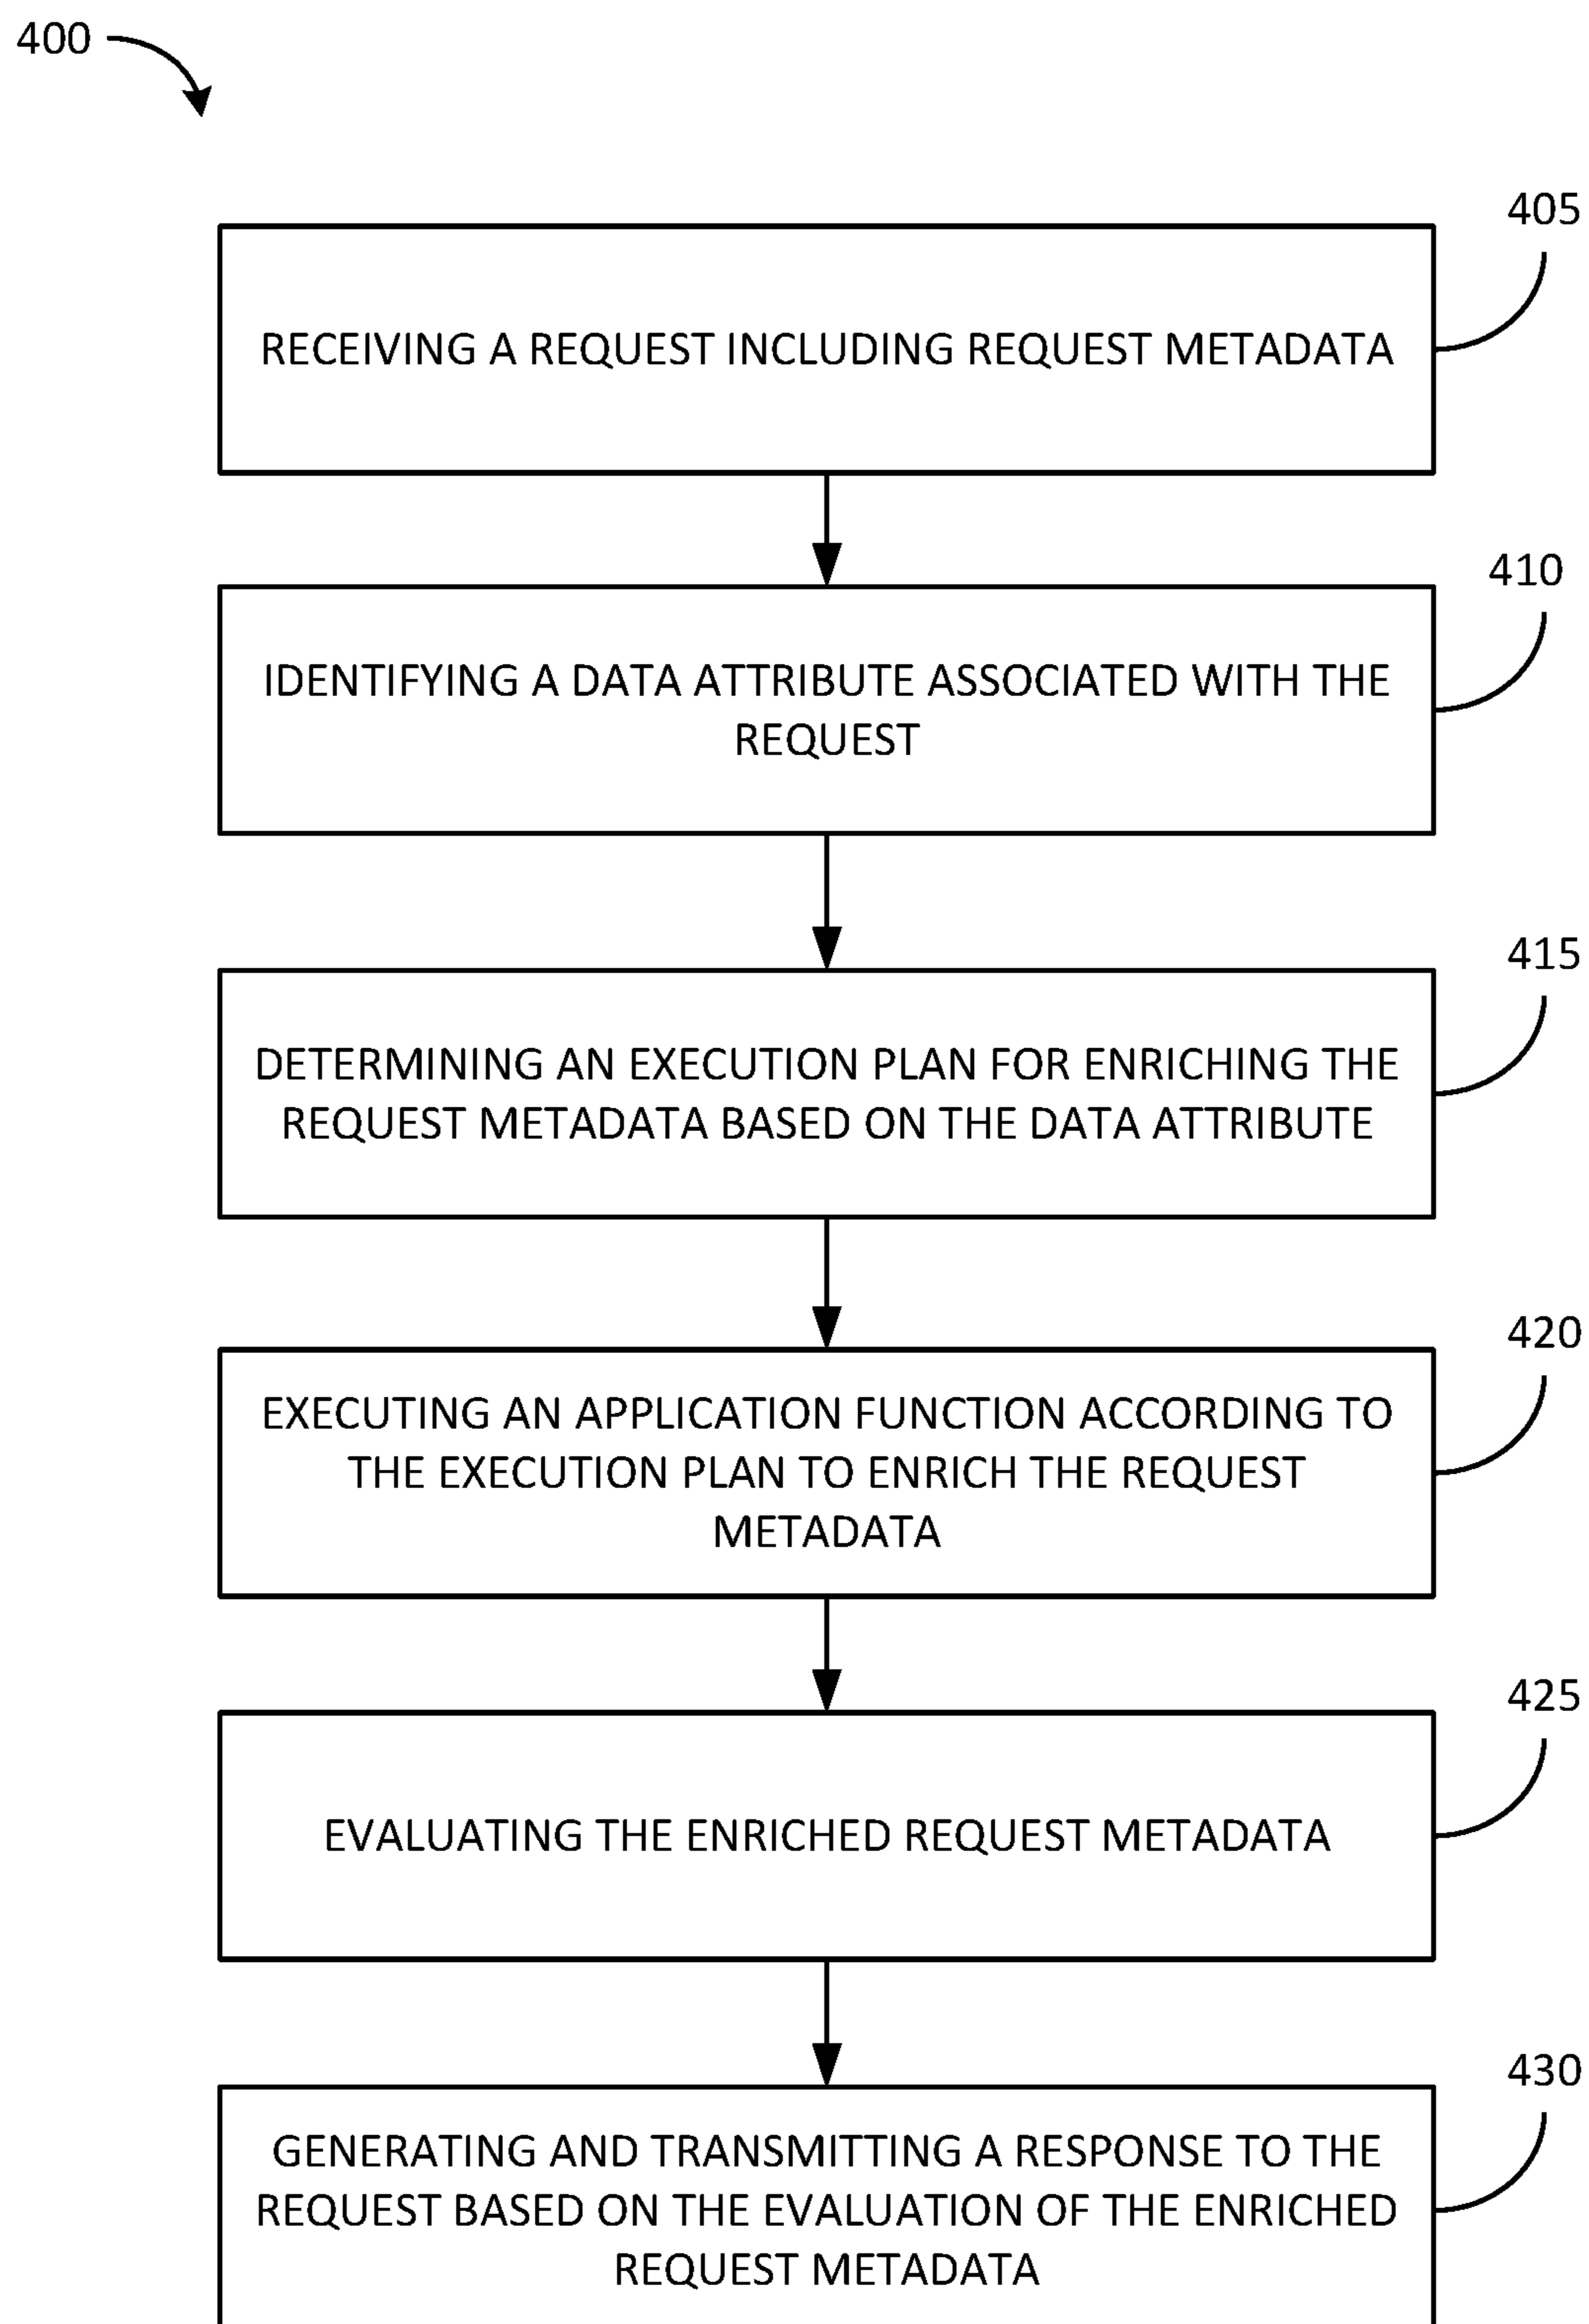 400
405
RECEIVING A REQUEST INCLUDING REQUEST METADATA
410
IDENTIFYING A DATA ATTRIBUTE ASSOCIATED WITH THE
REQUEST
415
DETERMINING AN EXECUTION PLAN FOR ENRICHING THE
REQUEST METADATA BASED ON THE DATA ATTRIBUTE
420
EXECUTING AN APPLICATION FUNCTION ACCORDING TO
THE EXECUTION PLAN TO ENRICH THE REQUEST
METADATA
425
EVALUATING THE ENRICHED REQUEST METADATA
430
GENERATING AND TRANSMITTING A RESPONSE TO THE
REQUEST BASED ON THE EVALUATION OF THE ENRICHED
REQUEST METADATA